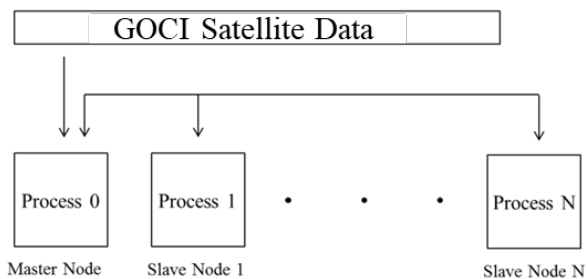 GOCI Satellite Data
Process 0
Process 1
Process N
Master Node
Slave Node 1
Slave Node N